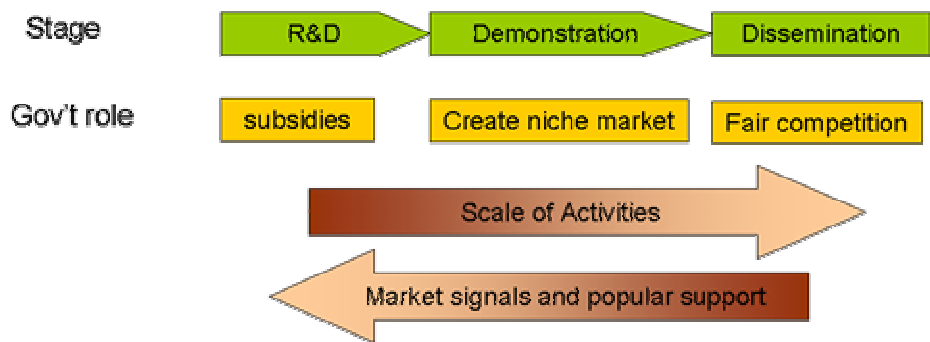 Stage R&D Demonstration Dissemination
Gov't role subsidies Create niche market Fair competition
Scale of Activities
Market signals and popular support